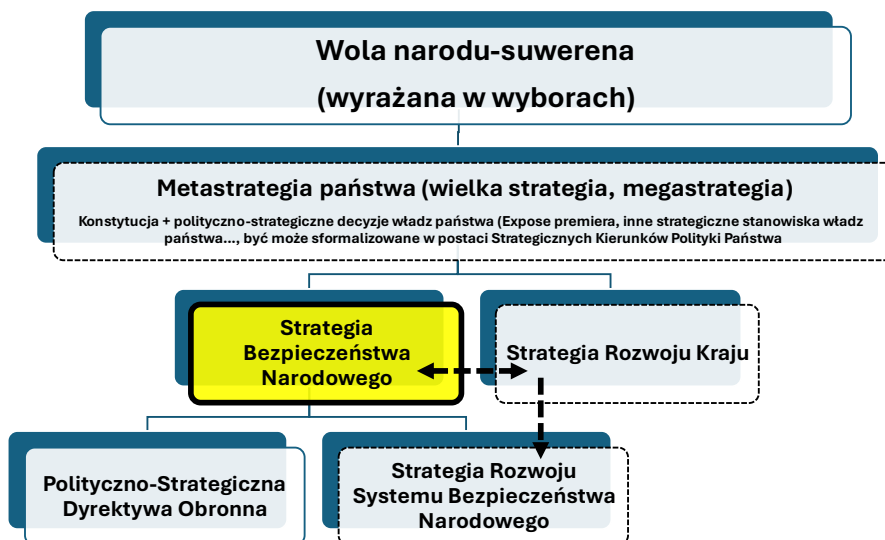 Wola narodu-suwerena
(wyrażana w wyborach)
Metastrategia państwa (wielka strategia, megastrategia)
Konstytucja + polityczno-strategiczne decyzje władz państwa (Expose premiera, inne strategiczne stanowiska władz
państwa..., być może sformalizowane w postaci Strategicznych Kierunków Polityki Państwa
Strategia
Bezpieczeństwa
Narodowego
Strategia Rozwoju Kraju
Polityczno-Strategiczna
Dyrektywa Obronna
Strategia Rozwoju
Systemu Bezpieczeństwa
Narodowego